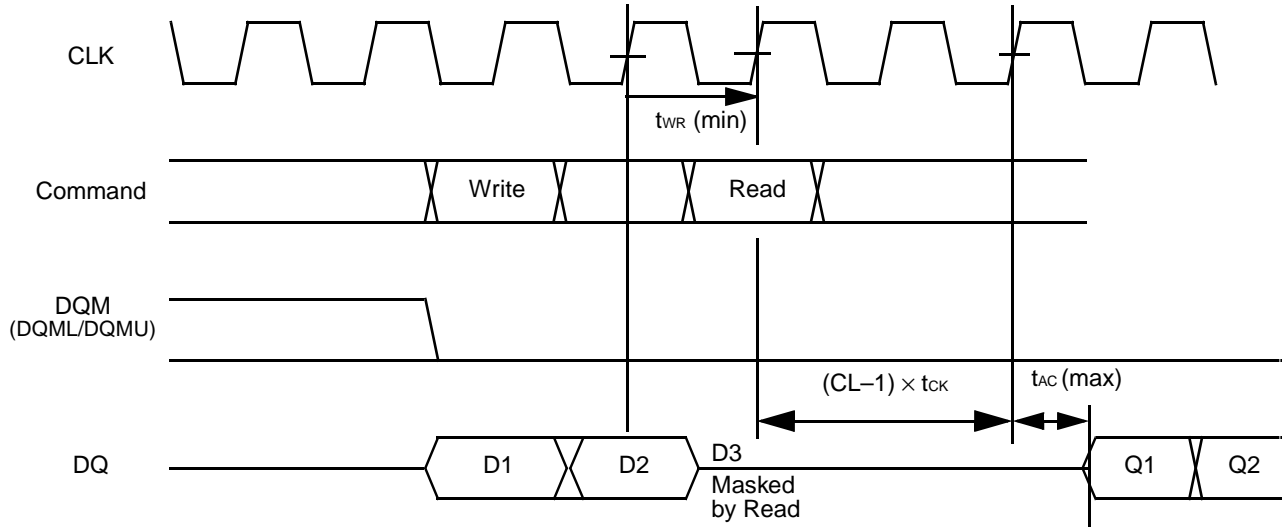 CLK
tWR (min)
Command
Write
Read
DQM
(DQML/DQMU)
(CL–1) × tCK
tAC (max)
DQ
D1
D2
D3
Masked
by Read
Q1
Q2